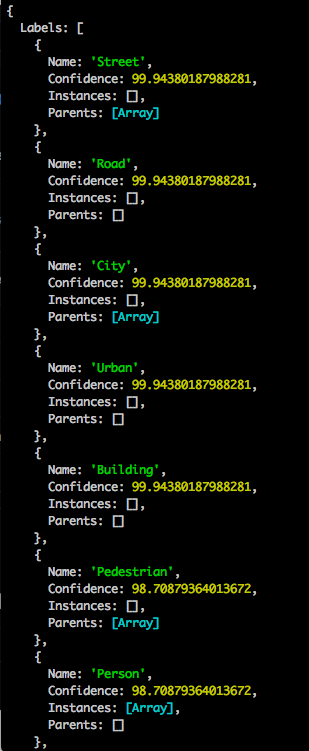 {
  Labels: [
    {
      Name: 'Street',
      Confidence: 99.94380187988281,
      Instances: [],
      Parents: [Array]
    },
    {
      Name: 'Road',
      Confidence: 99.94380187988281,
      Instances: [],
      Parents: []
    },
    {
      Name: 'City',
      Confidence: 99.94380187988281,
      Instances: [],
      Parents: [Array]
    },
    {
      Name: 'Urban',
      Confidence: 99.94380187988281,
      Instances: [],
      Parents: []
    },
    {
      Name: 'Building',
      Confidence: 99.94380187988281,
      Instances: [],
      Parents: []
    },
    {
      Name: 'Pedestrian',
      Confidence: 98.70879364013672,
      Instances: [],
      Parents: [Array]
    },
    {
      Name: 'Person',
      Confidence: 98.70879364013672,
      Instances: [Array],
      Parents: []
    },